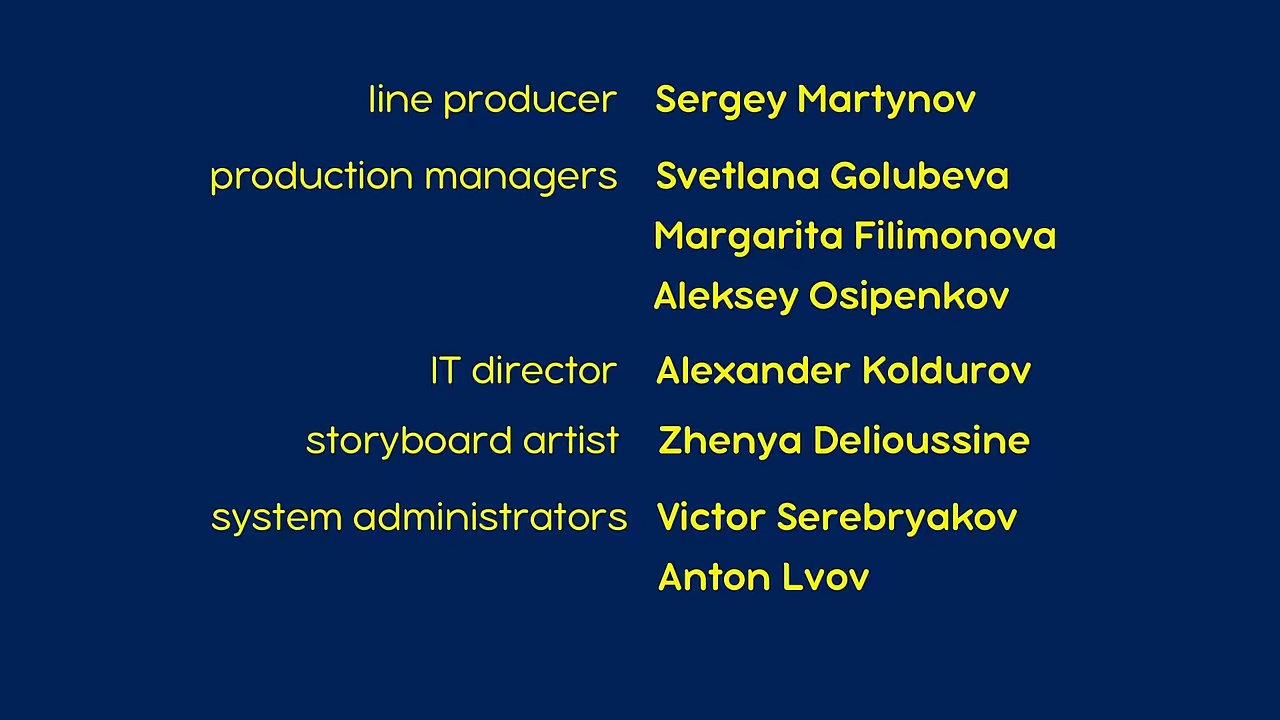 line producer Sergey Martynov
production managers Svetlana Golubeva
Margarita Filimonova
Aleksey Osipenkov
IT director Alexander Koldurov
storyboard artist Zhenya Delioussine
system administrators Victor Serebryakov
Anton Lvov